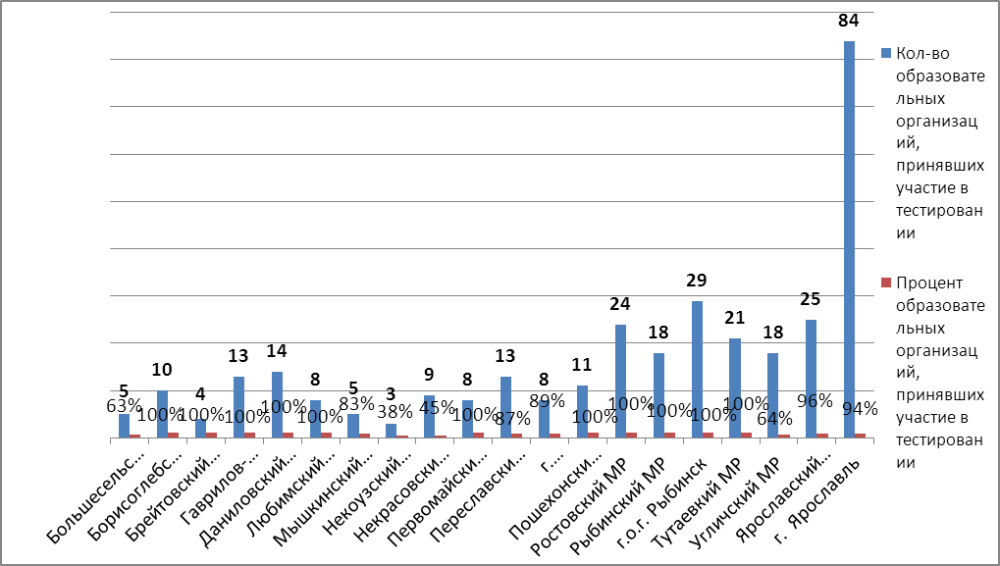 84
29
25
24
21
18
18
14
13
13
11
10
9
8
8
8
5
5
4
3
63%
100%
100%
100%
100%
100%
83%
38%
45%
100%
87%
89%
100%
100%
100%
100%
100%
64%
96%
94%
Большесельс...
Борисоглебс...
Брейтовский...
Гаврилов-...
Даниловский...
Любимский...
Мышкинский...
Некоузский...
Некрасовски...
Первомайски...
Переславски...
г....
Пошехонски...
Ростовский МР
Рыбинский МР
г.о.г. Рыбинск
Тутаевкий МР
Угличский МР
Ярославский...
г. Ярославль
Кол-во
образовате
льных
организац
ий,
принявших
участие в
тестирован
ии
Процент
образовате
льных
организац
ий,
принявших
участие в
тестирован
ии